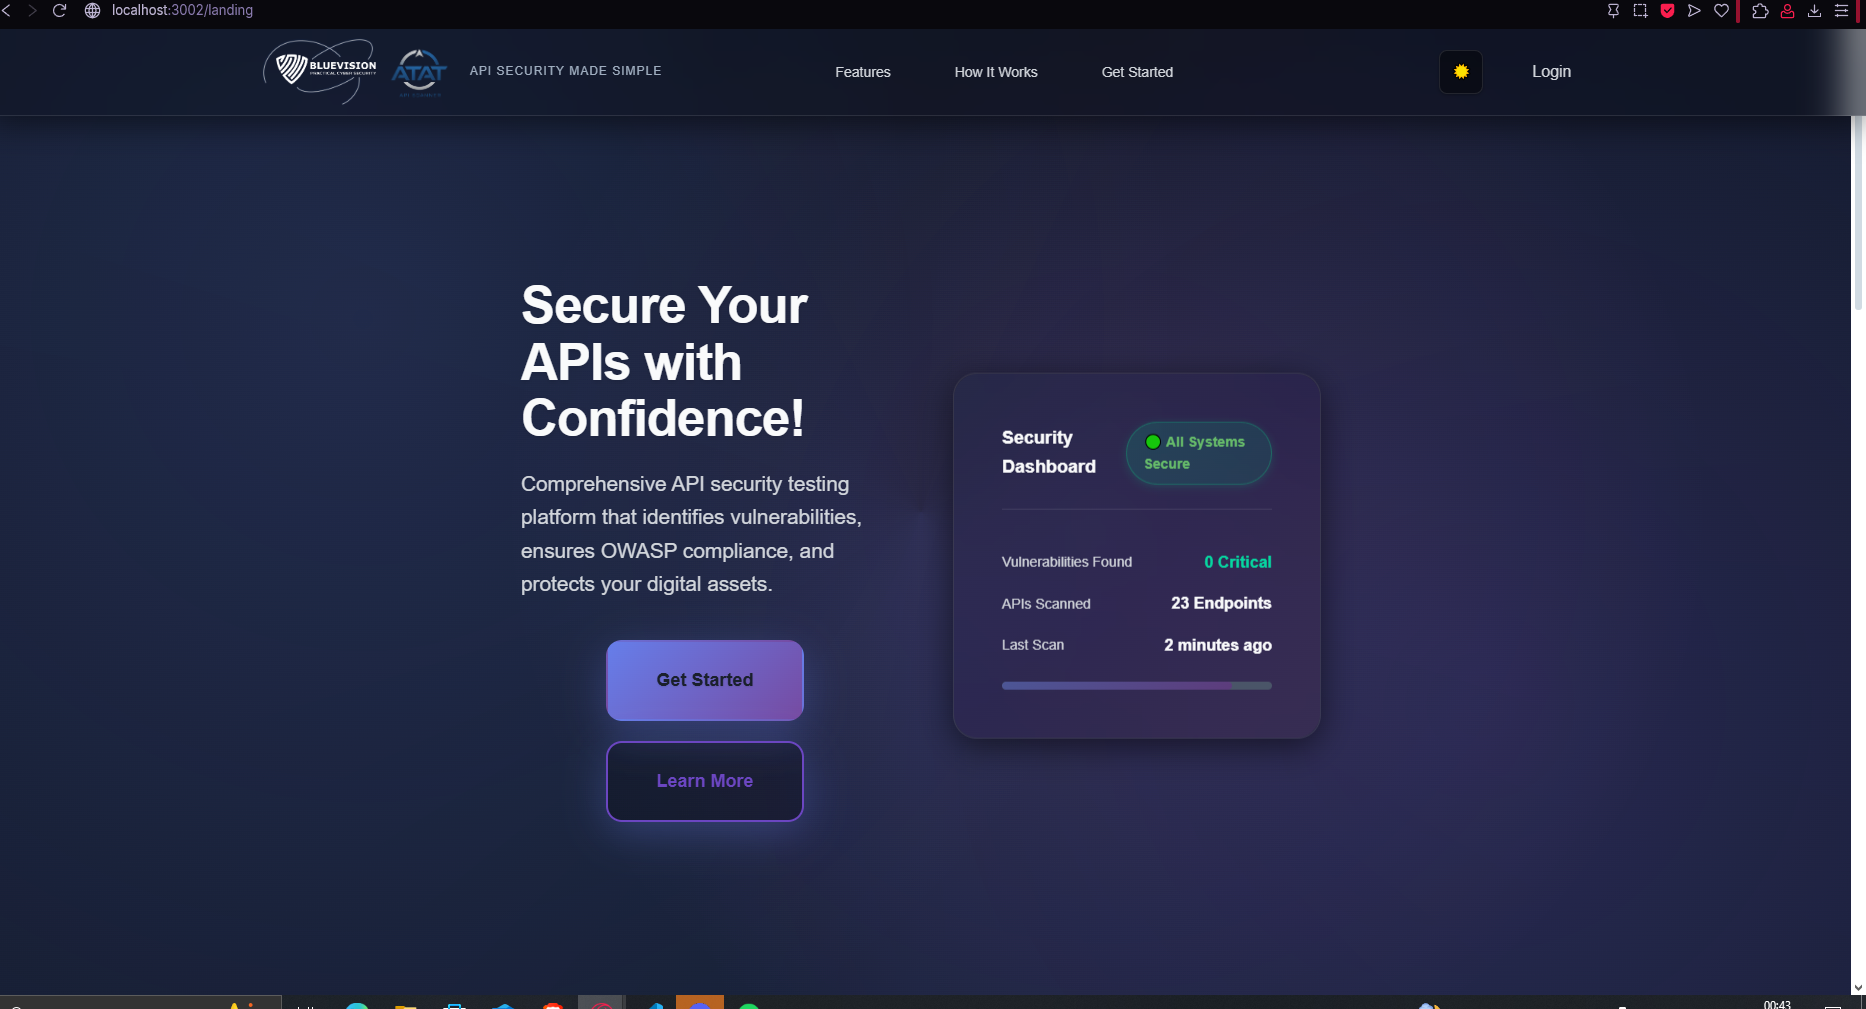 localhost:3002/landing
BLUEVISION
PRACTICAL CYBER SECURITY
ATAT
API SECURITY MADE SIMPLE
Features
How It Works
Get Started
Login
Secure Your
APIs with
Confidence!
Comprehensive API security testing
platform that identifies vulnerabilities,
ensures OWASP compliance, and
protects your digital assets.
Get Started
Learn More
Security
Dashboard
All Systems
Secure
Vulnerabilities Found
0 Critical
APIs Scanned
23 Endpoints
Last Scan
2 minutes ago
00:43